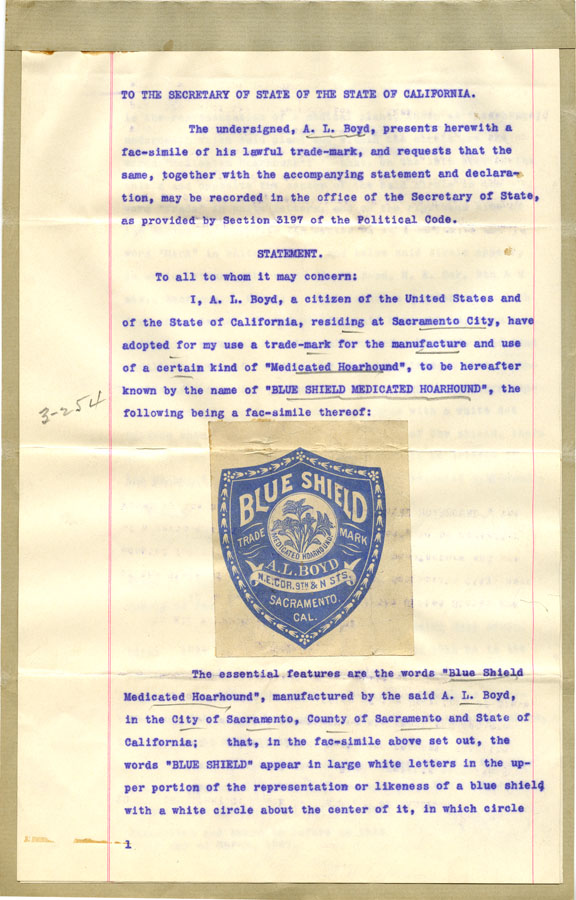 TO THE SECRETARY OF STATE OF THE STATE OF CALIFORNIA.
The undersigned, A. L. Boyd, presents herewith a
fac-simile of his lawful trade-mark, and requests that the
same, together with the accompanying statement and declara-
tion, may be recorded in the office of the Secretary of State,
as provided by Section 3197 of the Political Code.
STATEMENT.
To all to whom it may concern:
I, A. L. Boyd, a citizen of the United States and
of the State of California, residing at Sacramento City, have
adopted for my use a trade-mark for the manufacture and use
of a certain kind of "Medicated Hoarhound", to be hereafter
known by the name of "BLUE SHIELD MEDICATED HOARHOUND", the
3-254
following being a fac-simile thereof:
BLUE SHIELD
TRADE MARK
MEDICATED HOARHOUND
A.L. BOYD
N.E. COR. 9TH & N STS.
SACRAMENTO.
CAL.
The essential features are the words "Blue Shield
Medicated Hoarhound", manufactured by the said A. L. Boyd,
in the City of Sacramento, County of Sacramento and State of
California; that, in the fac-simile above set out, the
words "BLUE SHIELD" appear in large white letters in the up-
per portion of the representation or likeness of a blue shield
with a white circle about the center of it, in which circle
1